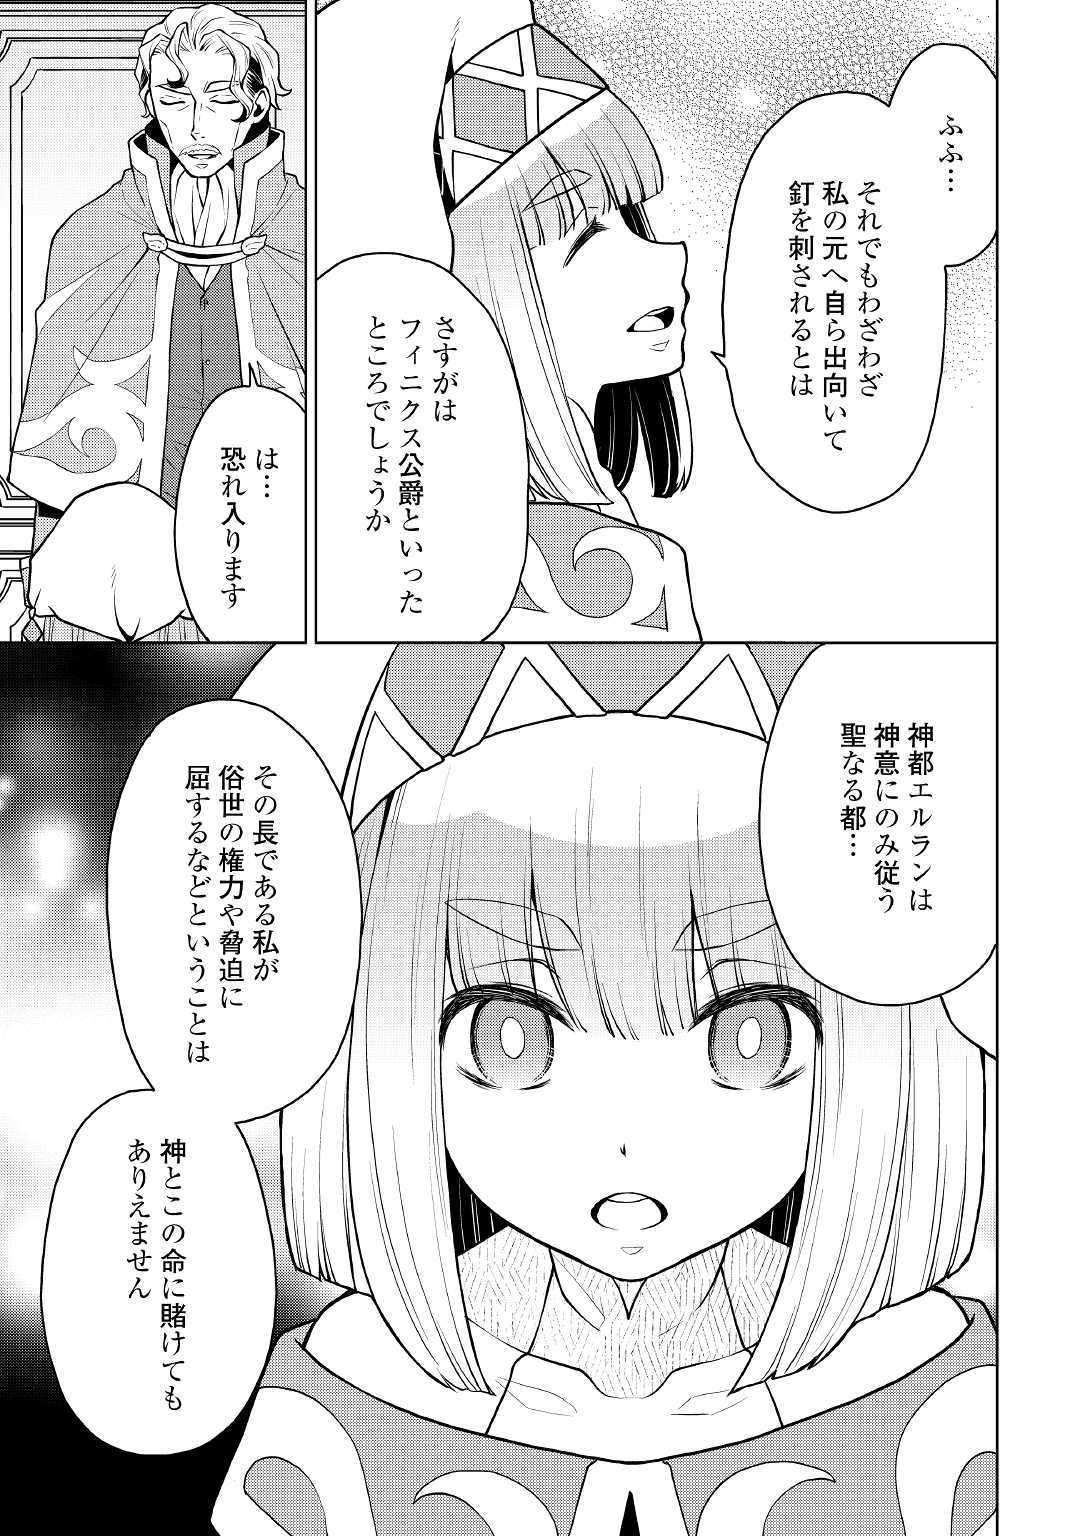 ふふ…
それでもわざわざ
私の元へ自ら出向いて
釘を刺されるとは
さすがは
フィニクス公爵といった
ところでしょうか
は…
恐れ入ります
神都エルランは
神意にのみ従う
聖なる都…
その長である私が
俗世の権力や脅迫に
屈するなどということは
神とこの命に賭けても
ありえません